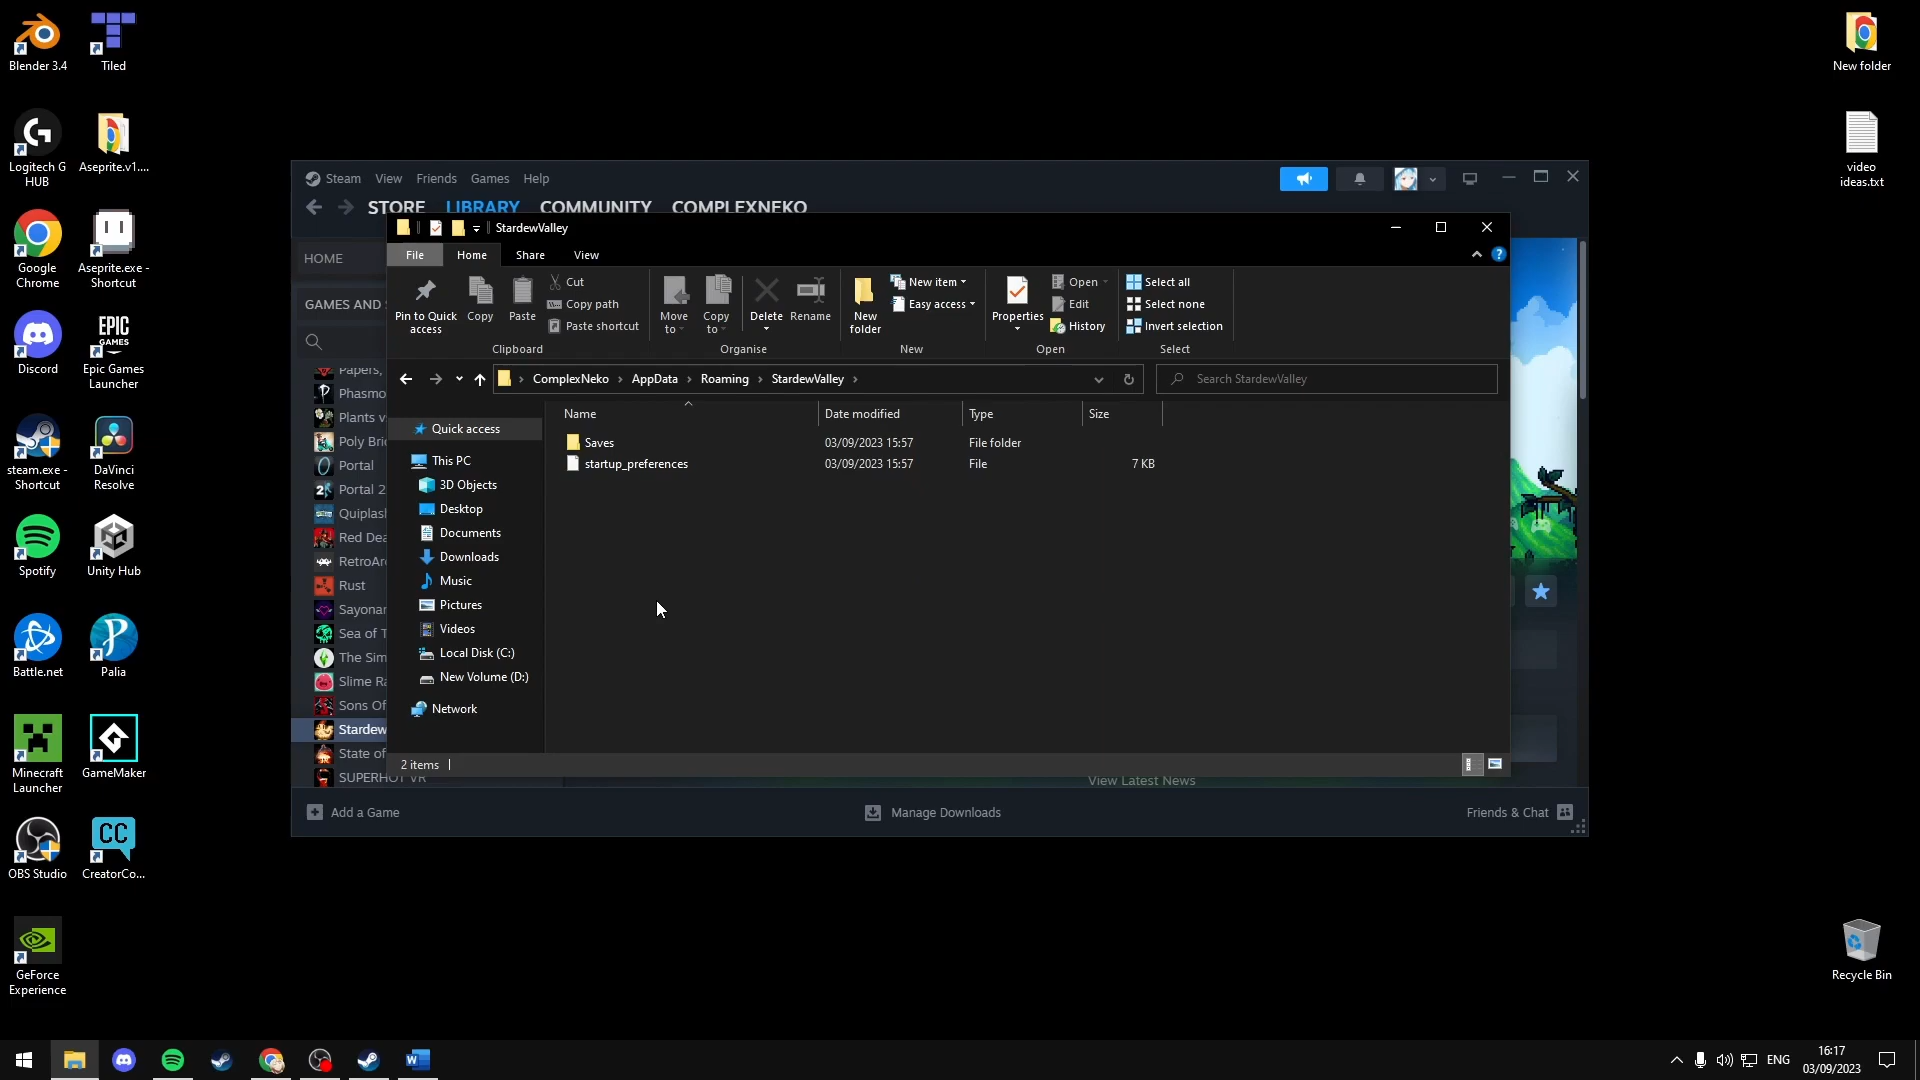 Blender 3.4
Tiled
Logitech G
HUB
Aseprite.v1....
Google
Chrome
Aseprite.exe -
Shortcut
Discord
EPIC
GAMES
Epic Games
Launcher
steam.exe -
Shortcut
DaVinci
Resolve
Spotify
Unity Hub
Battle.net
Palia
Minecraft
Launcher
GameMaker
OBS Studio
CC
CreatorCo...
GeForce
Experience
Steam View Friends Games Help
STORE LIBRARY COMMUNITY COMPLEXNEKO
HOME
GAMES AND
Papers,
Phasmo
Plants v
Poly Bri
Portal
Portal 2
Quiplas
Red Dea
RetroAr
Rust
Sayonar
Sea of T
The Sim
Slime Ra
Sons Of
Stardew
State of
SUPERHOT VR
View Latest News
Add a Game
Manage Downloads
Friends & Chat
StardewValley
File Home Share View
Pin to Quick
access
Copy
Paste
Cut
Copy path
Paste shortcut
Clipboard
Move
to
Copy
to
Delete
Rename
Organise
New
folder
New item
Easy access
New
Properties
Open
Edit
History
Open
Select all
Select none
Invert selection
Select
ComplexNeko › AppData › Roaming › StardewValley ›
Search StardewValley
Name Date modified Type Size
Saves 03/09/2023 15:57 File folder
startup_preferences 03/09/2023 15:57 File 7 KB
Quick access
This PC
3D Objects
Desktop
Documents
Downloads
Music
Pictures
Videos
Local Disk (C:)
New Volume (D:)
Network
2 items
New folder
video
ideas.txt
Recycle Bin
ENG
16:17
03/09/2023